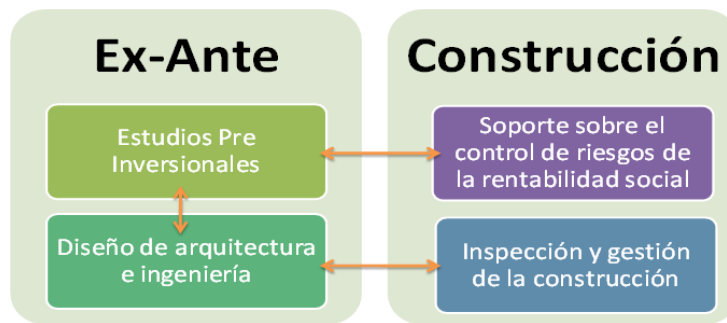 Ex-Ante
Estudios Pre
Inversionales
Diseño de arquitectura
e ingeniería
Construcción
Soporte sobre el
control de riesgos de
la rentabilidad social
Inspección y gestión
de la construcción